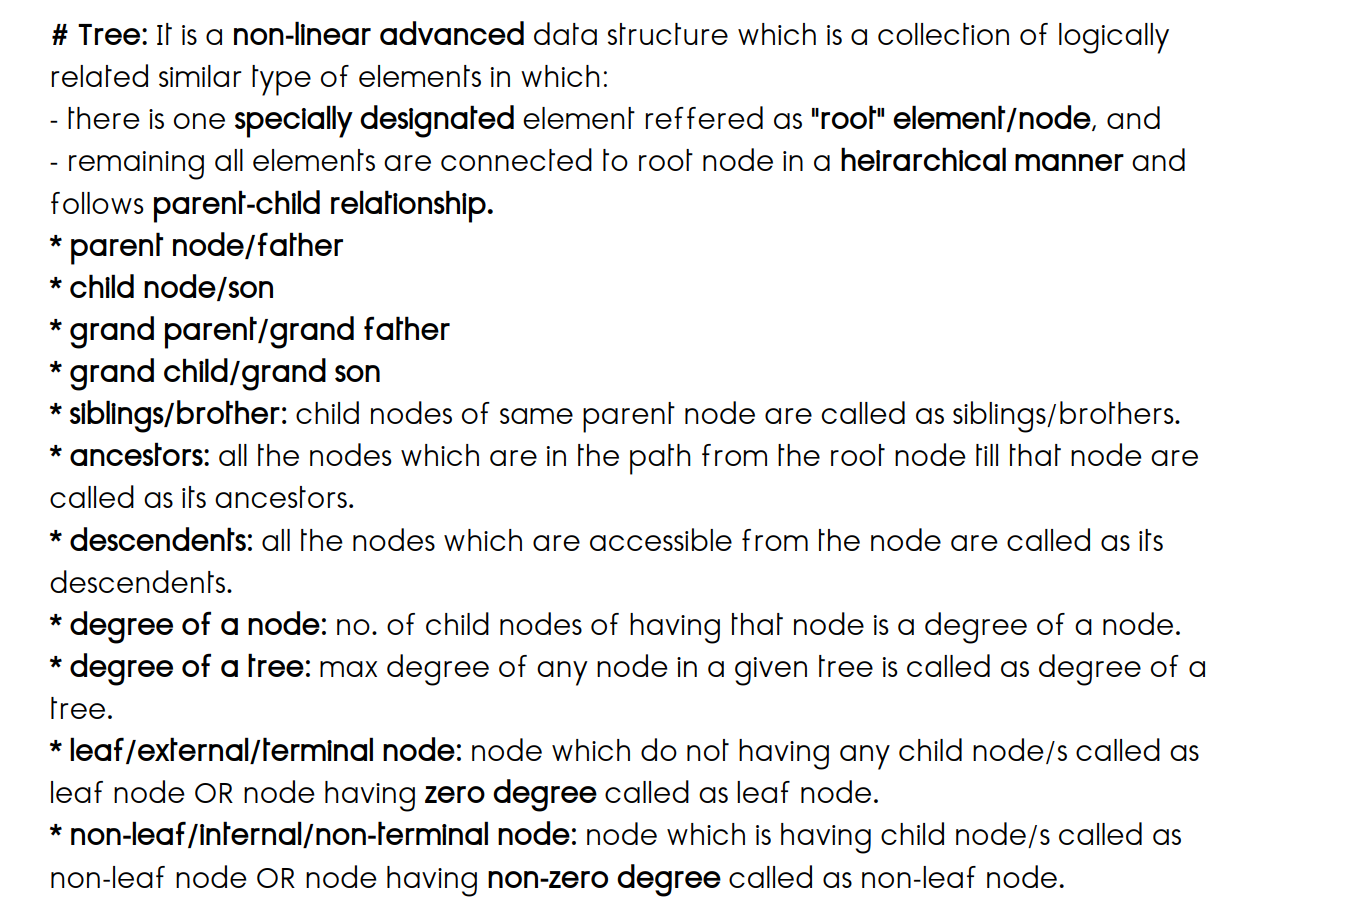 # Tree: It is a non-linear advanced data structure which is a collection of logically
related similar type of elements in which:
- there is one specially designated element reffered as "root" element/node, and
- remaining all elements are connected to root node in a heirarchical manner and
follows parent-child relationship.
* parent node/father
* child node/son
* grand parent/grand father
* grand child/grand son
* siblings/brother: child nodes of same parent node are called as siblings/brothers.
* ancestors: all the nodes which are in the path from the root node till that node are
called as its ancestors.
* descendents: all the nodes which are accessible from the node are called as its
descendents.
* degree of a node: no. of child nodes of having that node is a degree of a node.
* degree of a tree: max degree of any node in a given tree is called as degree of a
tree.
* leaf/external/terminal node: node which do not having any child node/s called as
leaf node OR node having zero degree called as leaf node.
* non-leaf/internal/non-terminal node: node which is having child node/s called as
non-leaf node OR node having non-zero degree called as non-leaf node.